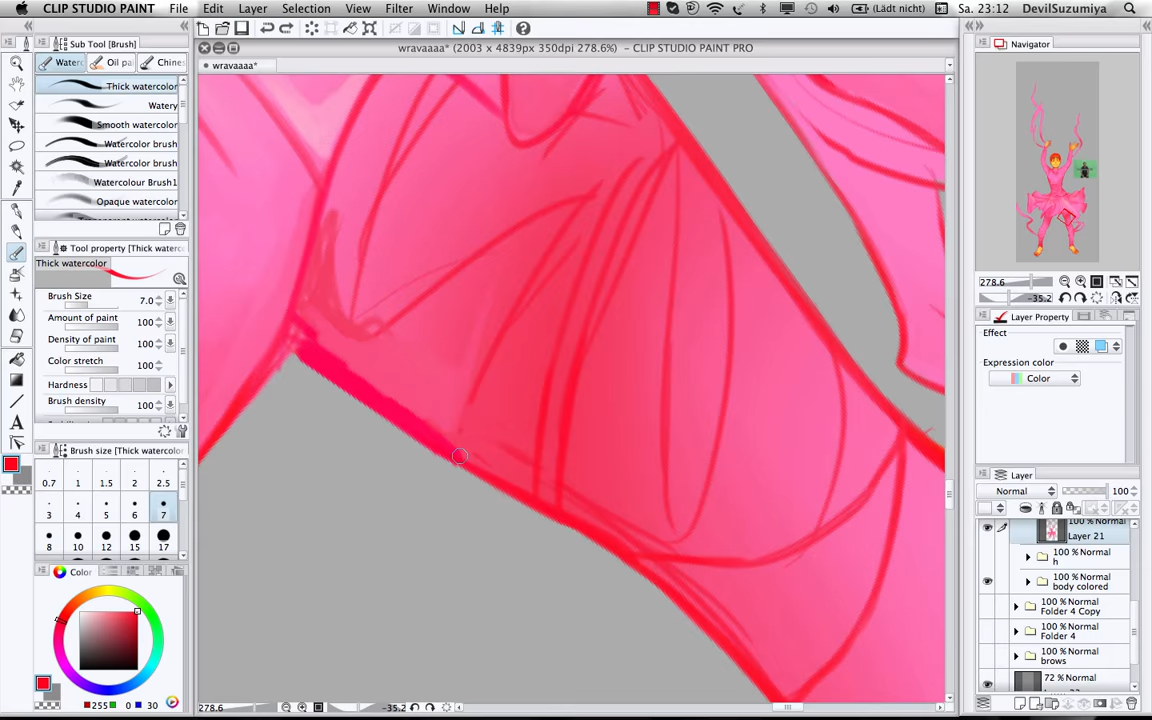 CLIP STUDIO PAINT File Edit Layer Selection View Filter Window Help (Lädt nicht) Sa. 23:12 DevilSuzumiya
wravaaaa* (2003 x 4839px 350dpi 278.6%) - CLIP STUDIO PAINT PRO
wravaaaa*
Sub Tool [Brush]
Waterc Oil pai Chines
Thick watercolor
Watery
Smooth watercolor
Watercolor brush
Watercolor brush
Watercolour Brush1
Opaque watercolor
Tool property [Thick waterc
Thick watercolor
Brush Size 7.0
Amount of paint 100
Density of paint 100
Color stretch 100
Hardness
Brush density 100
Brush size [Thick watercolor
0.7 1 1.5 2 2.5
3 4 5 6 7
8 10 12 15 17
Color
255 0 30
278.6 -35.2
Navigator
278.6
-35.2
Layer Property
Effect
Expression color
Color
Layer
Normal 100
100 % Normal
Layer 21
100 % Normal
h
100 % Normal
body colored
100 % Normal
Folder 4 Copy
100 % Normal
Folder 4
100 % Normal
brows
72 % Normal